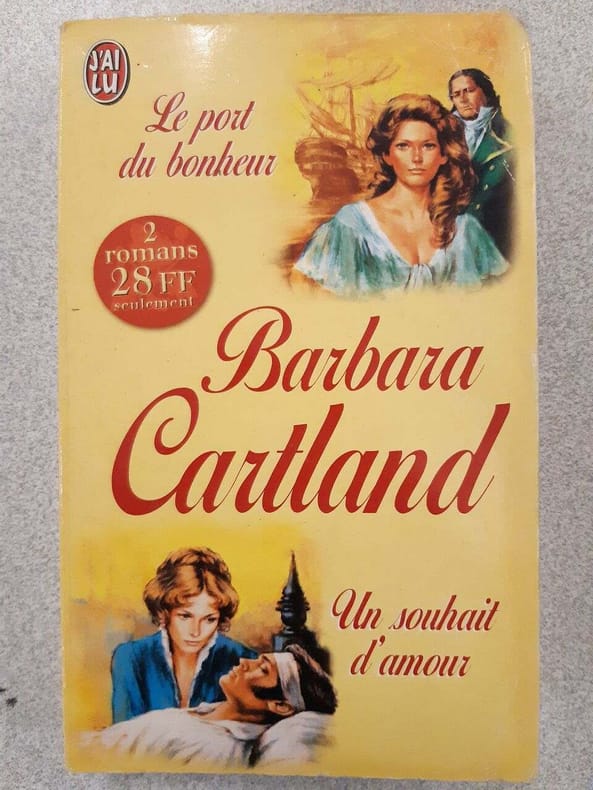 J'AI
LU
Le port
du bonheur
2
romans
28 FF
seulement
Barbara
Cartland
Un souhait
d'amour